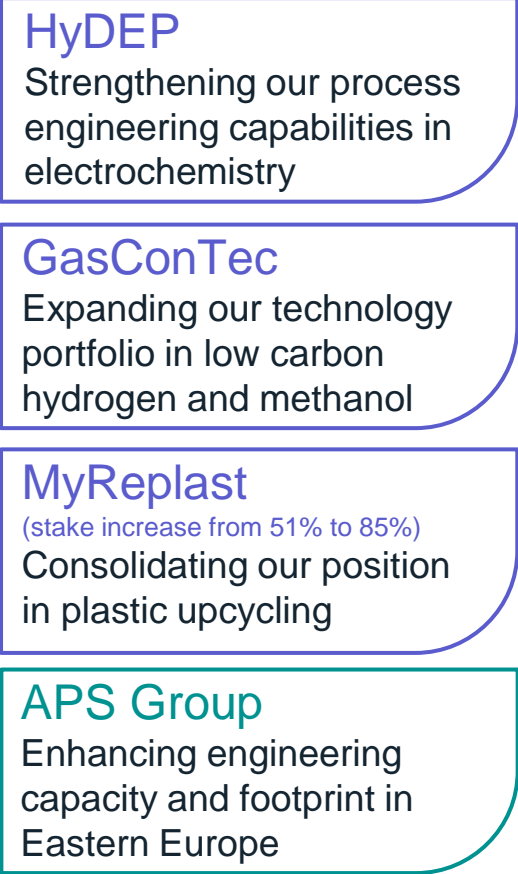 HyDEP
Strengthening our process
engineering capabilities in
electrochemistry
GasConTec
Expanding our technology
portfolio in low carbon
hydrogen and methanol
MyReplast
(stake increase from 51% to 85%)
Consolidating our position
in plastic upcycling
APS Group
Enhancing engineering
capacity and footprint in
Eastern Europe